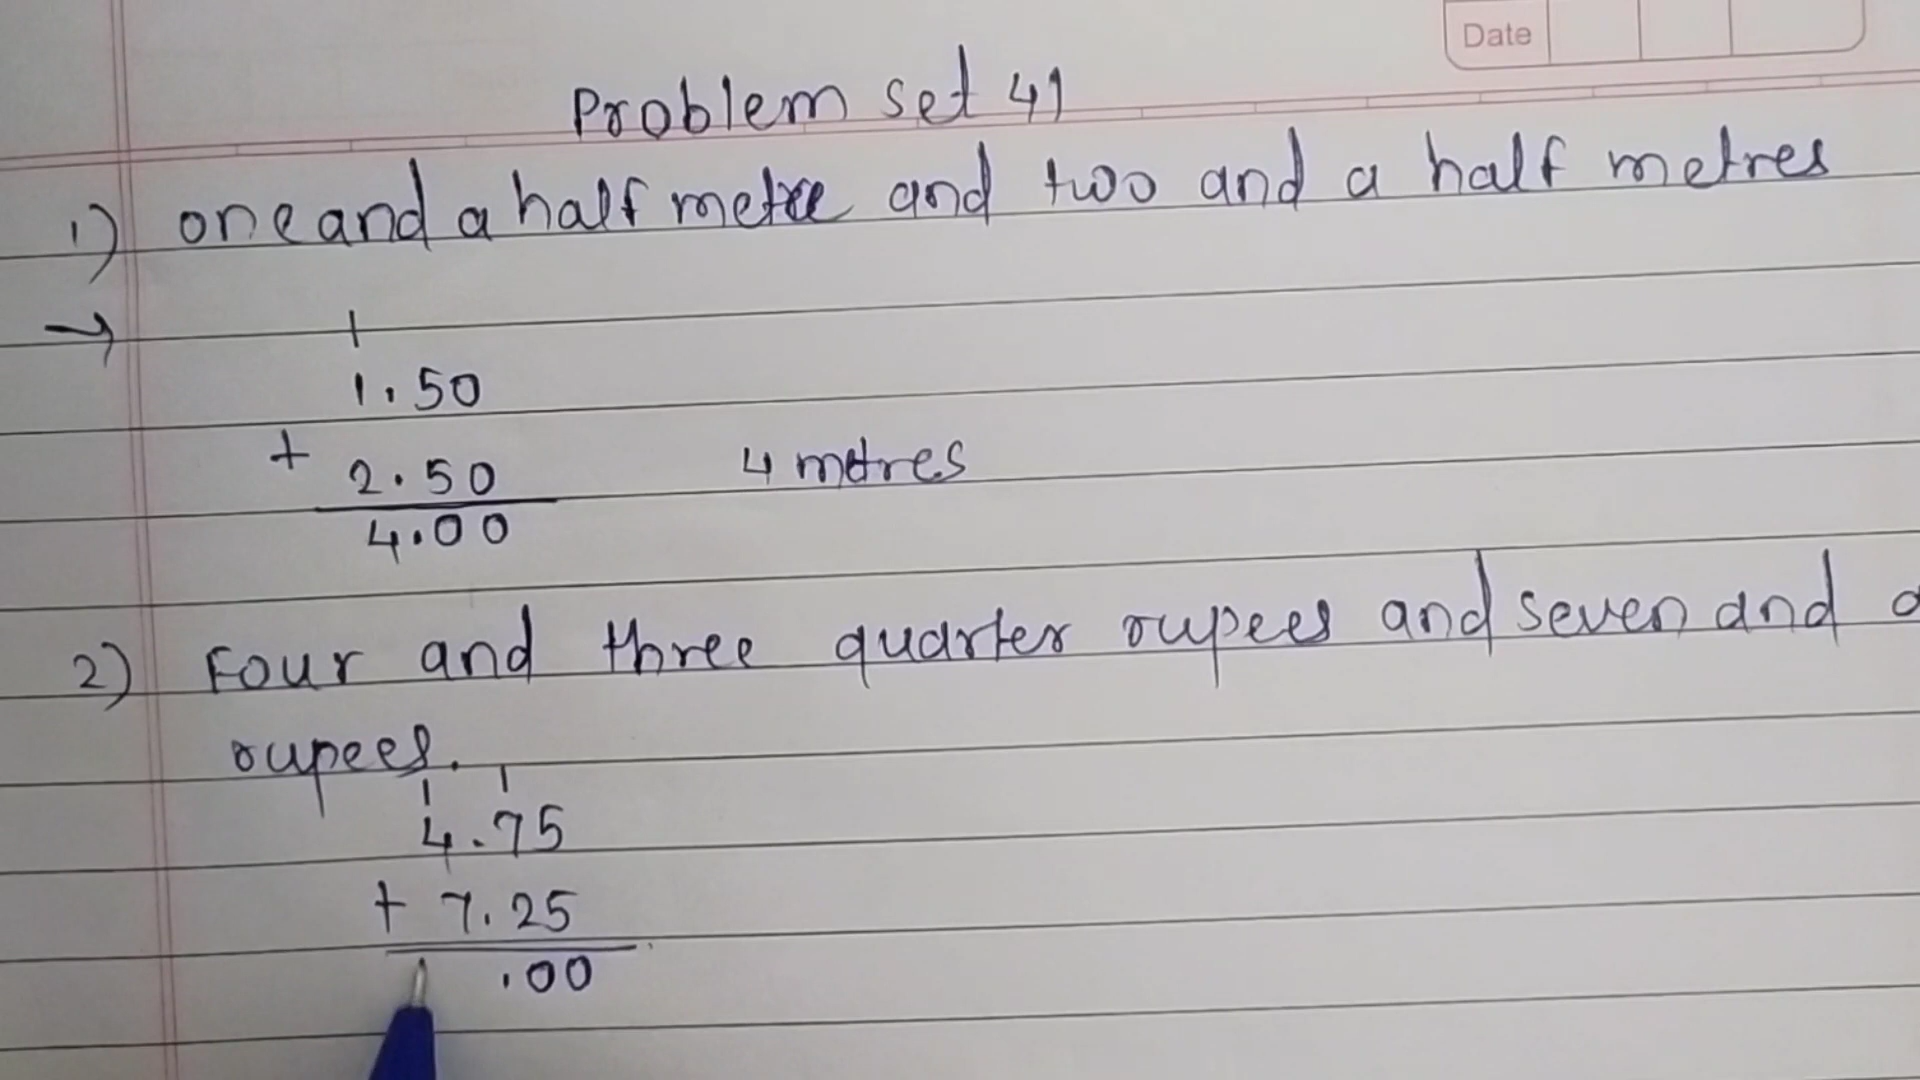 Date
Problem set 41
1) one and a half metre and two and a half metres
→ 1
1.50
+ 2.50 4 metres
4.00
2) Four and three quarter rupees and seven and a
rupees.
1 1
4.75
+ 7.25
.00